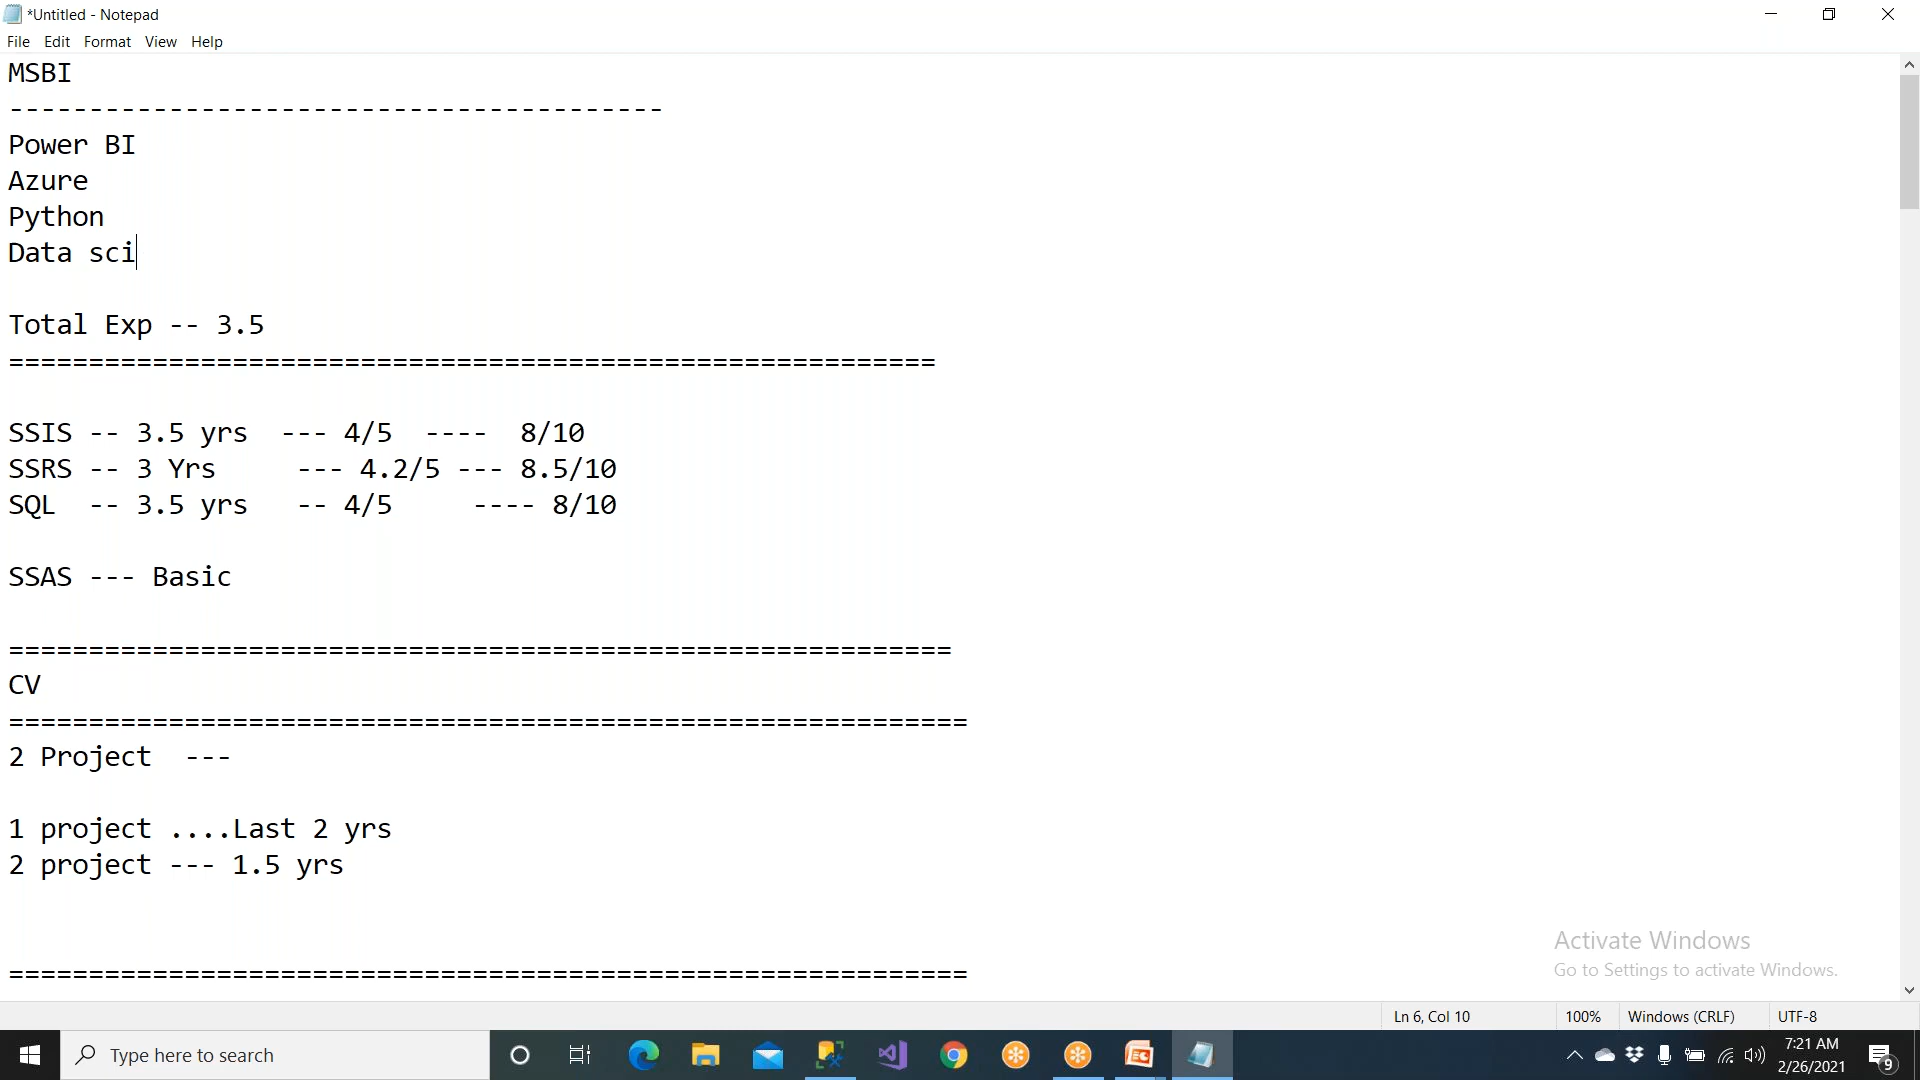 *Untitled - Notepad
File Edit Format View Help
MSBI
-----------------------------------------
Power BI
Azure
Python
Data sci
Total Exp -- 3.5
==========================================================
SSIS -- 3.5 yrs  --- 4/5  ----  8/10
SSRS -- 3 Yrs     --- 4.2/5 --- 8.5/10
SQL  -- 3.5 yrs   -- 4/5     ---- 8/10
SSAS --- Basic
===========================================================
CV
============================================================
2 Project  ---
1 project ....Last 2 yrs
2 project --- 1.5 yrs
============================================================
Activate Windows
Go to Settings to activate Windows.
Ln 6, Col 10 100% Windows (CRLF) UTF-8
Type here to search
7:21 AM
2/26/2021
9